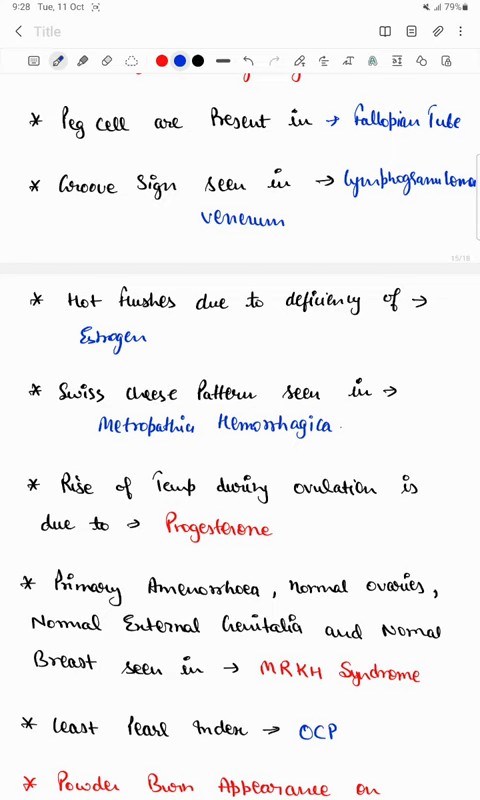 9:28 Tue, 11 Oct
79%
Title
* Peg cell are Present in → Fallopian Tube
* Groove Sign seen in → Lymphogranuloma
venerum
15/16
* Hot flushes due to deficiency of →
Estrogen
* Swiss cheese Pattern seen in →
Metropathia Hemorrhagica.
* Rise of Temp during ovulation is
due to → Progesterone
* Primary Amenorrhoea, normal ovaries,
Normal External Genitalia and Nomal
Breast seen in → MRKH Syndrome
* Least Pearl Index → OCP
* Powder Burn Appearance on